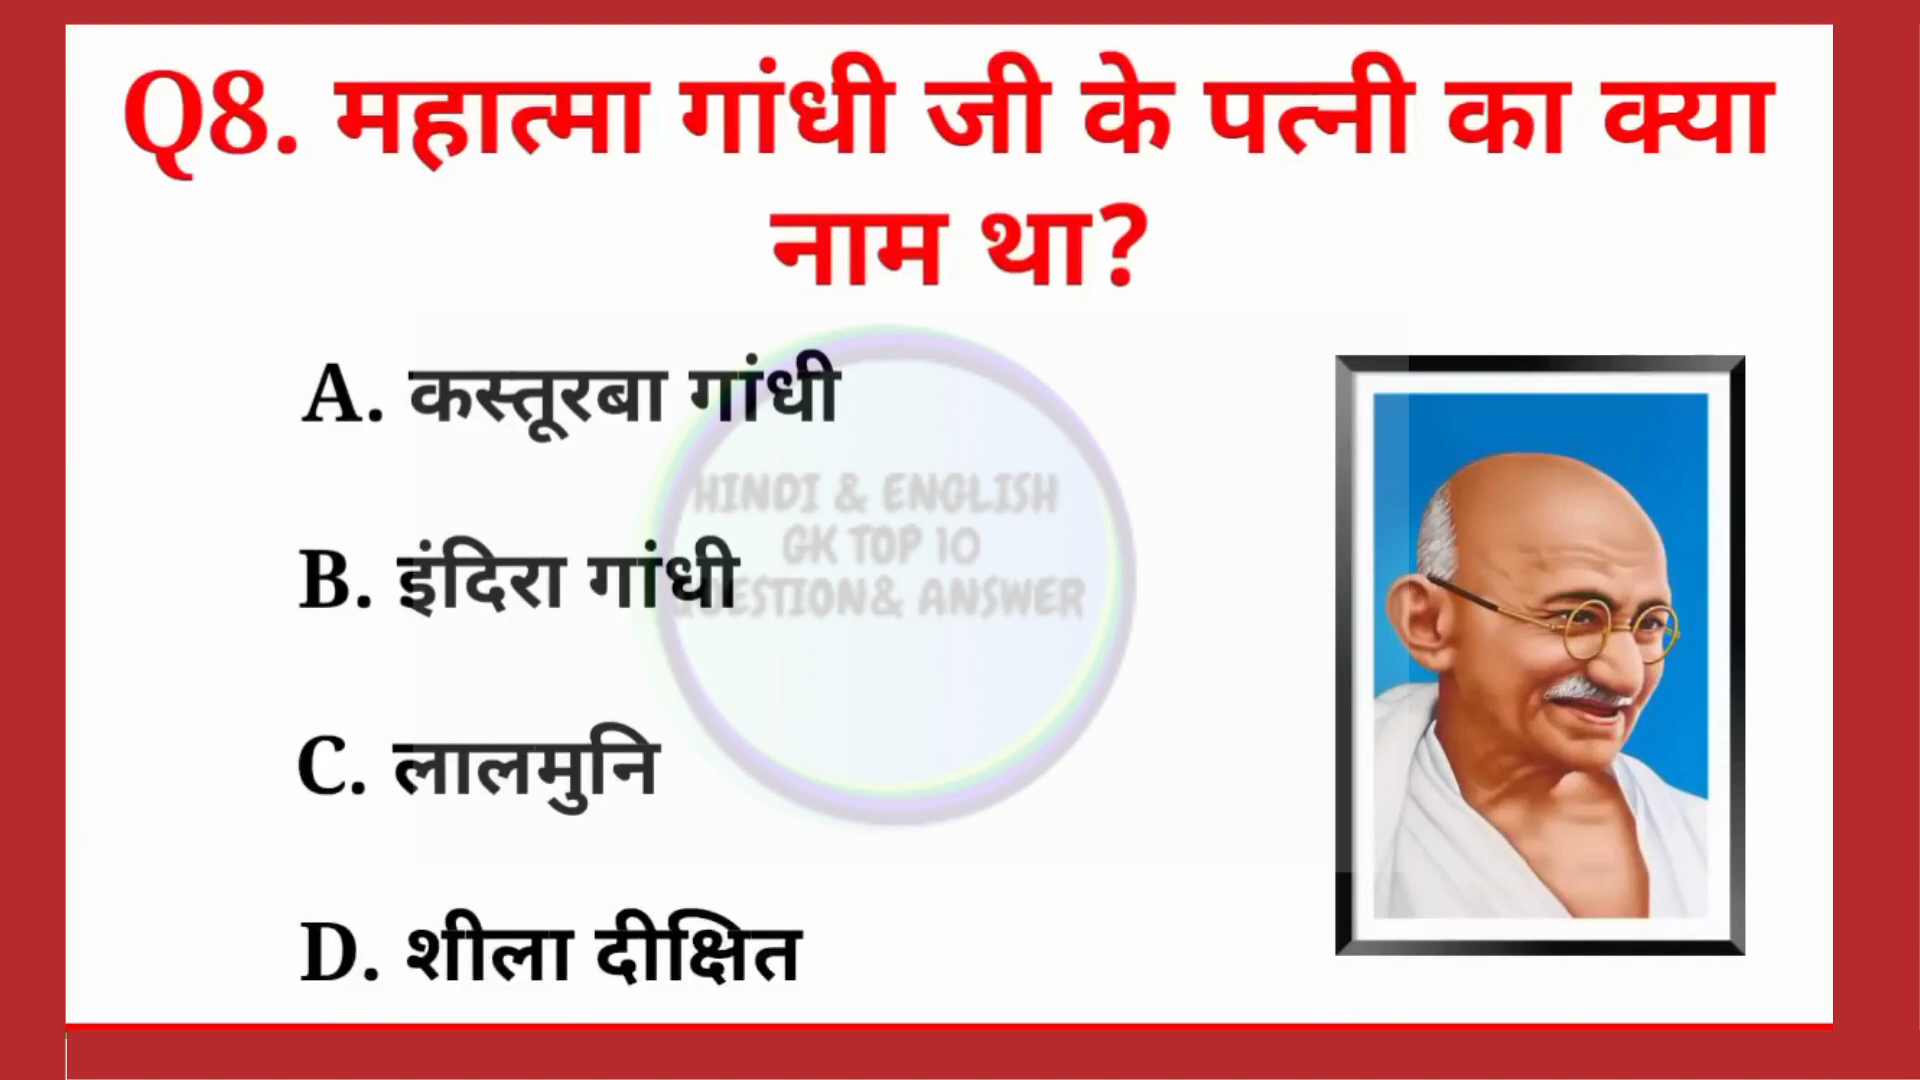 Q8. महात्मा गांधी जी के पत्नी का क्या
नाम था?
A. कस्तूरबा गांधी
HINDI & ENGLISH
GK TOP 10
QUESTION& ANSWER
B. इंदिरा गांधी
C. लालमुनि
D. शीला दीक्षित